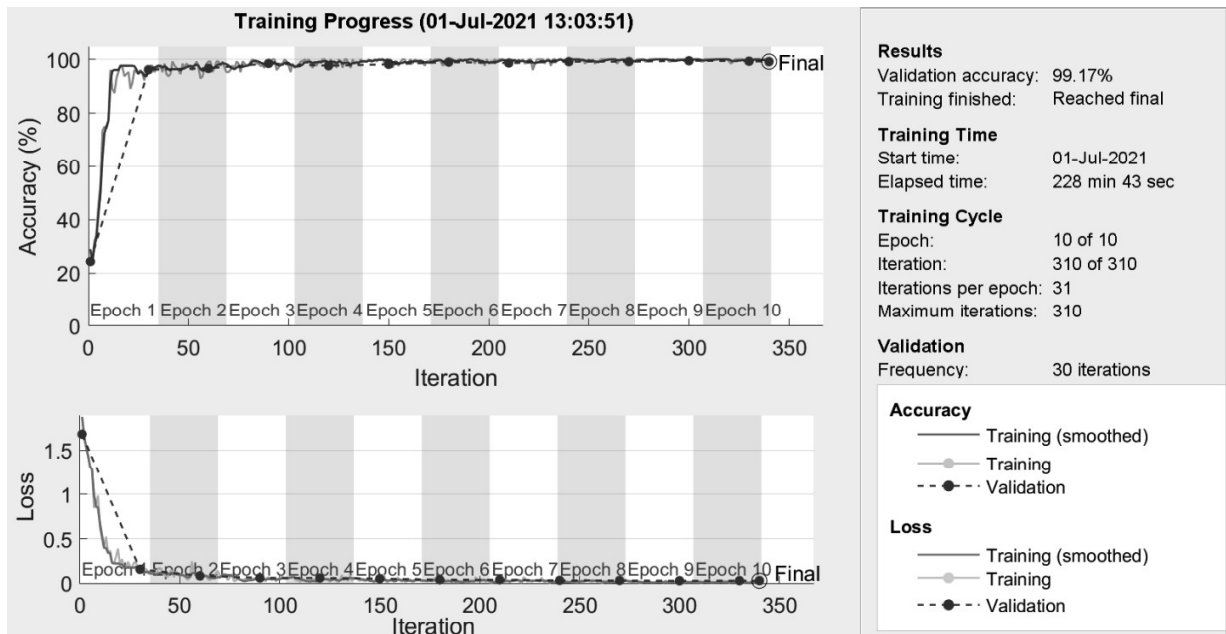 Training Progress (01-Jul-2021 13:03:51)
Accuracy (%)
100
80
60
40
20
0
Final
Epoch 1 Epoch 2 Epoch 3 Epoch 4 Epoch 5 Epoch 6 Epoch 7 Epoch 8 Epoch 9 Epoch 10
0 50 100 150 200 250 300 350
Iteration
Loss
1.5
1
0.5
0
Epoch 1 Epoch 2 Epoch 3 Epoch 4 Epoch 5 Epoch 6 Epoch 7 Epoch 8 Epoch 9 Epoch 10 Final
0 50 100 150 200 250 300 350
Iteration
Results
Validation accuracy: 99.17%
Training finished: Reached final
Training Time
Start time: 01-Jul-2021
Elapsed time: 228 min 43 sec
Training Cycle
Epoch: 10 of 10
Iteration: 310 of 310
Iterations per epoch: 31
Maximum iterations: 310
Validation
Frequency: 30 iterations
Accuracy
Training (smoothed)
Training
Validation
Loss
Training (smoothed)
Training
Validation